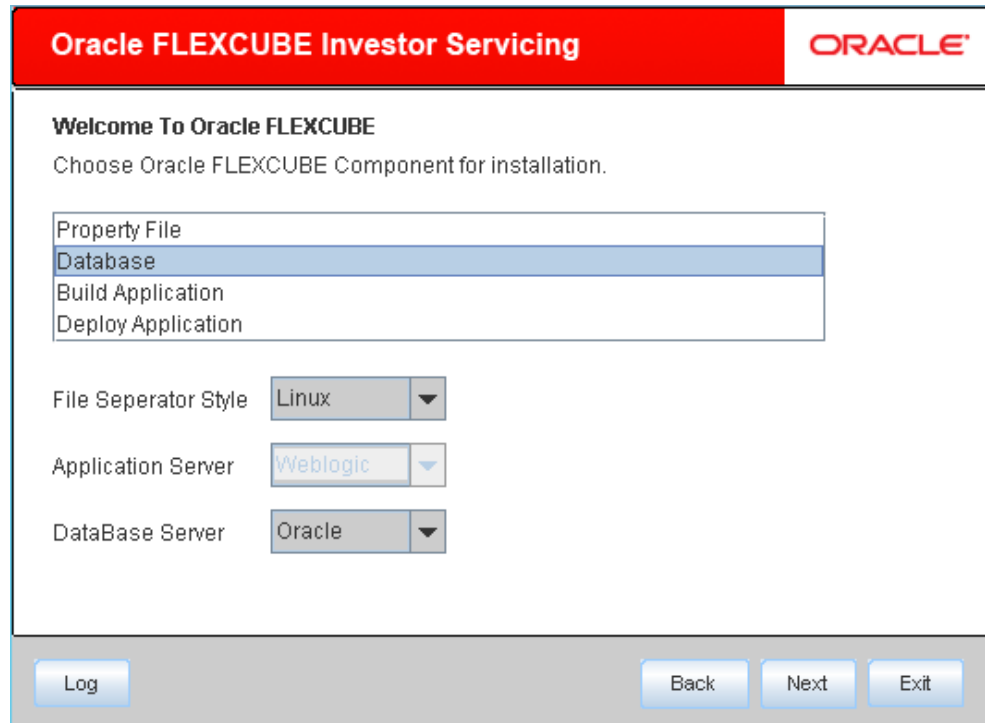 Oracle FLEXCUBE Investor Servicing
ORACLE
Welcome To Oracle FLEXCUBE
Choose Oracle FLEXCUBE Component for installation.
Property File
Database
Build Application
Deploy Application
File Seperator Style Linux
Application Server Weblogic
DataBase Server Oracle
Log Back Next Exit